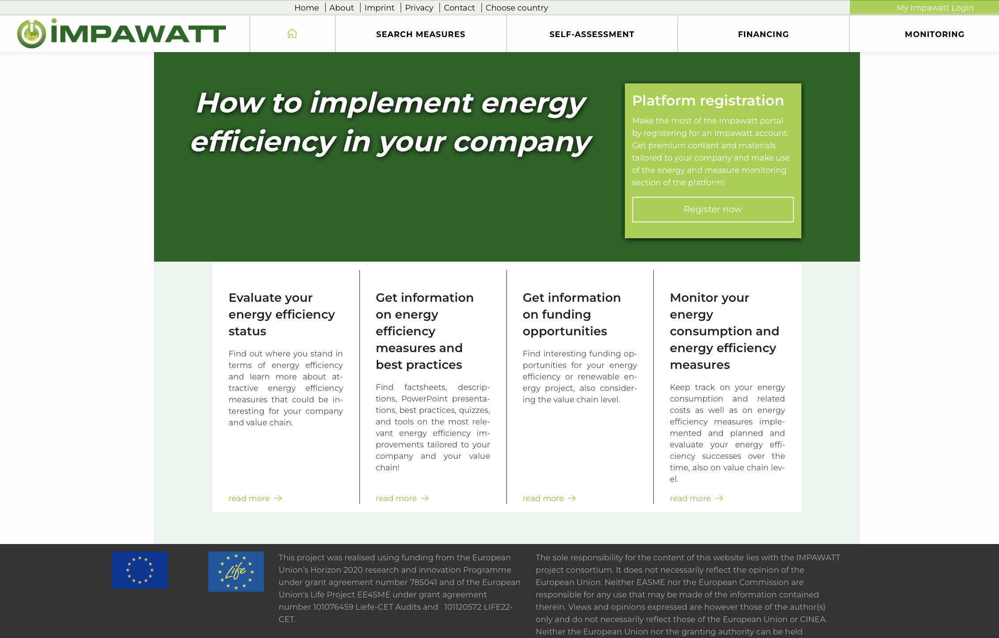 Home
About
Imprint
Privacy
Contact
Choose country
My Impawatt Login
iMPAWATT
SEARCH MEASURES
SELF-ASSESSMENT
FINANCING
MONITORING
How to implement energy
efficiency in your company
Platform registration
Make the most of the Impawatt portal
by registering for an Impawatt account:
Get premium content and materials
tailored to your company and make use
of the energy and measure monitoring
section of the platform!
Register now
Evaluate your
energy efficiency
status
Find out where you stand in
terms of energy efficiency
and learn more about at-
tractive energy efficiency
measures that could be in-
teresting for your company
and value chain.
read more
Get information
on energy
efficiency
measures and
best practices
Find factsheets, descrip-
tions, PowerPoint presenta-
tions, best practices, quizzes,
and tools on the most rele-
vant energy efficiency im-
provements tailored to your
company and your value
chain!
read more
Get information
on funding
opportunities
Find interesting funding op-
portunities for your energy
efficiency or renewable en-
ergy project, also consider-
ing the value chain level.
read more
Monitor your
energy
consumption and
energy efficiency
measures
Keep track on your energy
consumption and related
costs as well as on energy
efficiency measures imple-
mented and planned and
evaluate your energy effi-
ciency successes over the
time, also on value chain lev-
el.
read more
Life
This project was realised using funding from the European
Union’s Horizon 2020 research and innovation Programme
under grant agreement number 785041 and of the European
Union's Life Project EE4SME under grant agreement
number 101076459 Liefe-CET Audits and 101120572 LIFE22-
CET.
The sole responsibility for the content of this website lies with the IMPAWATT
project consortium. It does not necessarily reflect the opinion of the
European Union. Neither EASME nor the European Commission are
responsible for any use that may be made of the information contained
therein. Views and opinions expressed are however those of the author(s)
only and do not necessarily reflect those of the European Union or CINEA.
Neither the European Union nor the granting authority can be held